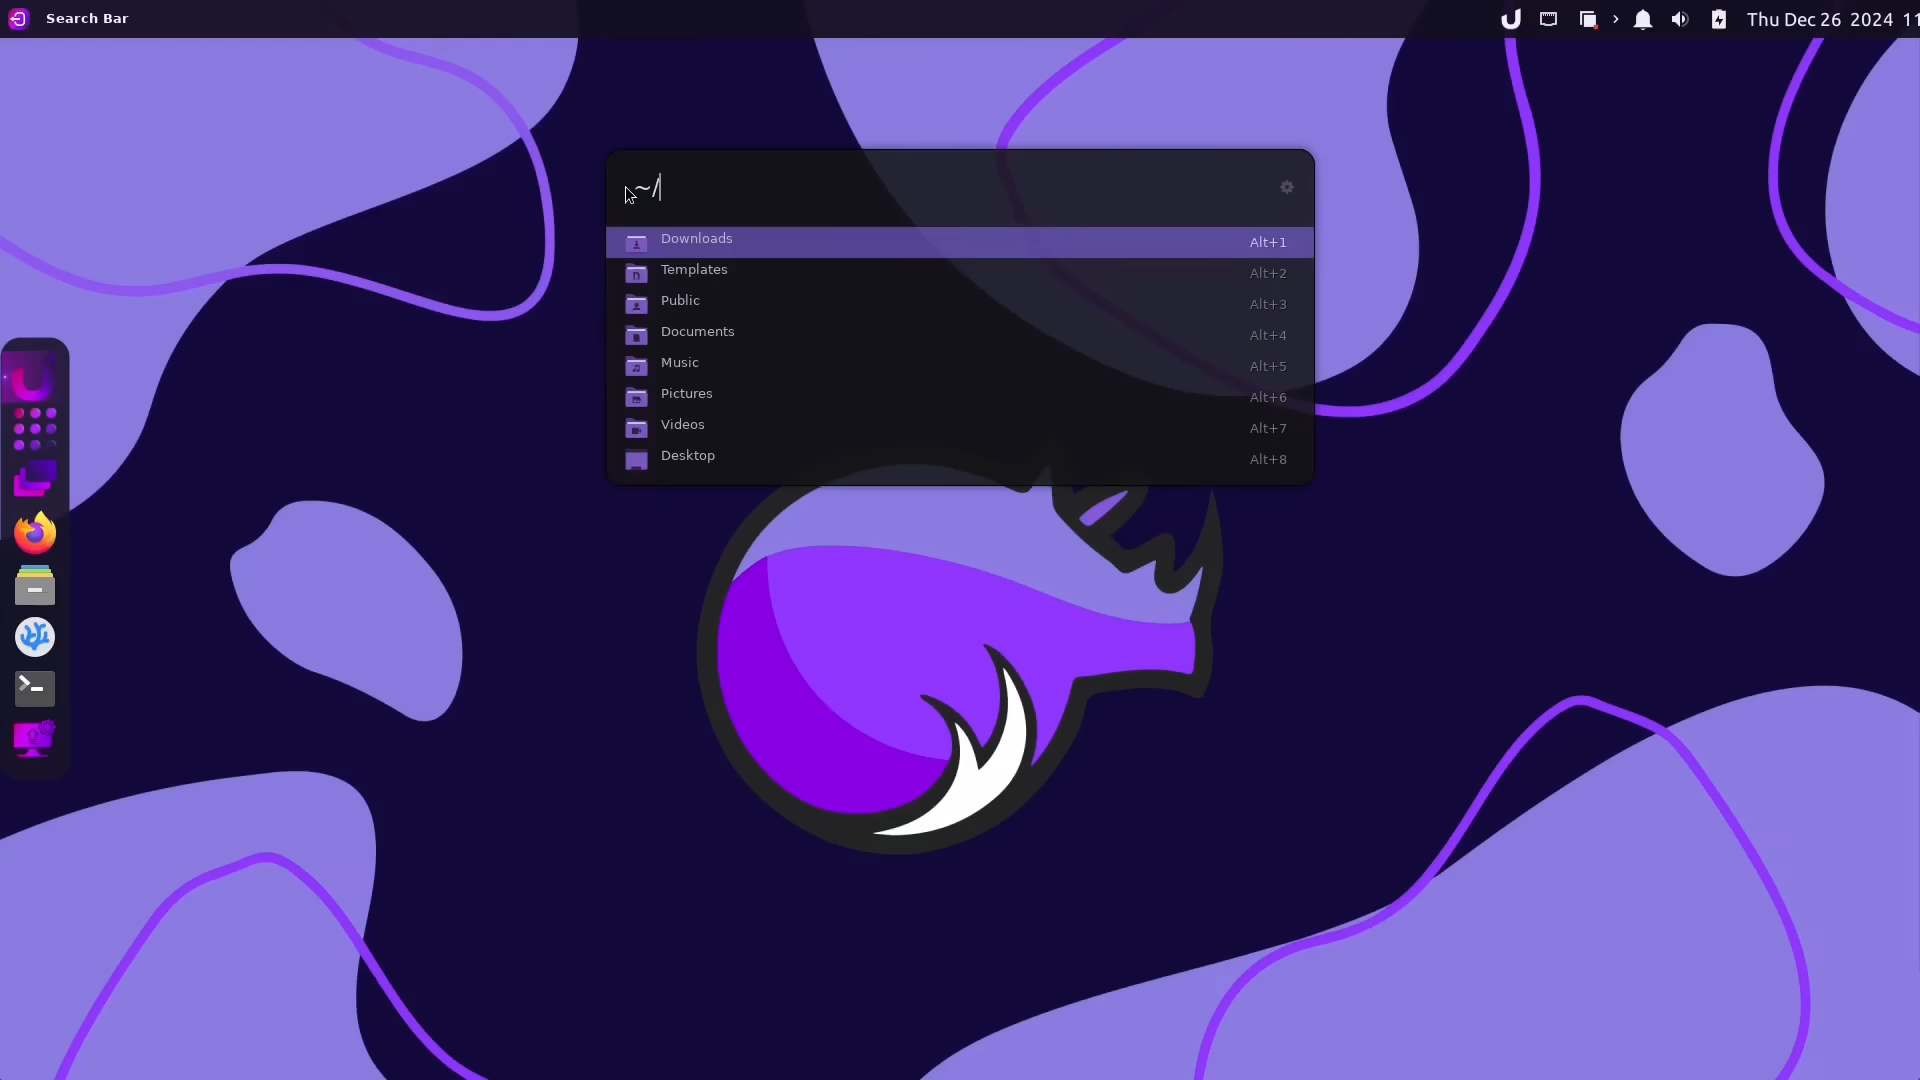 Search Bar
Thu Dec 26 2024 11
~/
Downloads Alt+1
Templates Alt+2
Public Alt+3
Documents Alt+4
Music Alt+5
Pictures Alt+6
Videos Alt+7
Desktop Alt+8